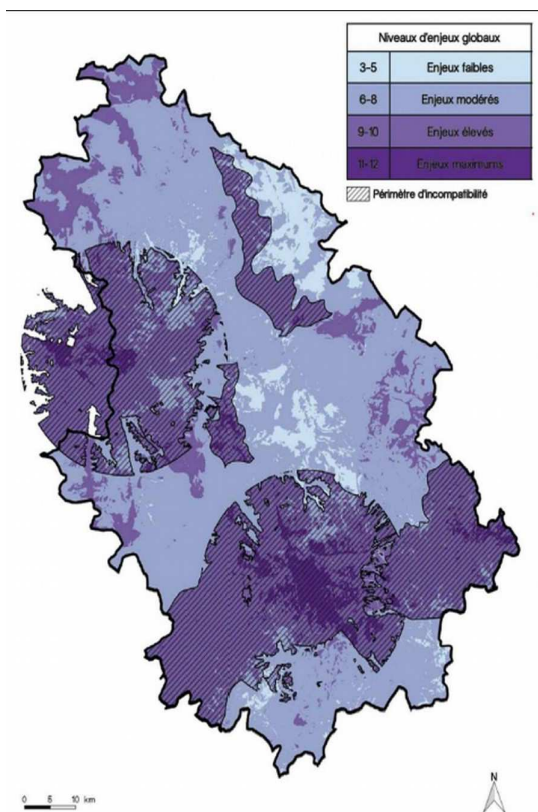 Niveaux d'enjeux globaux
3-5 Enjeux faibles
6-8 Enjeux modérés
9-10 Enjeux élevés
11-12 Enjeux maximums
Périmètre d'incompatibilité
0 5 10 km
N